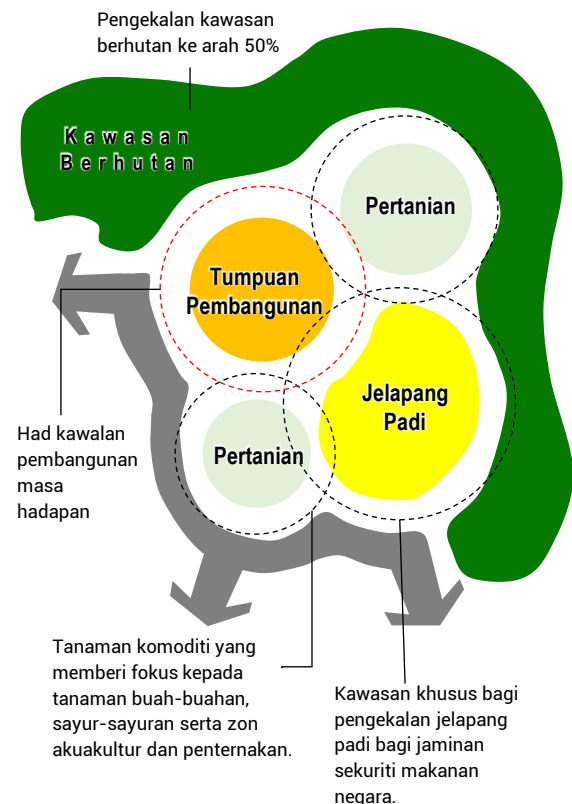 Pengekalan kawasan
berhutan ke arah 50%
Kawasan
Berhutan
Pertanian
Tumpuan
Pembangunan
Jelapang
Padi
Pertanian
Had kawalan
pembangunan
masa
hadapan
Tanaman komoditi yang
memberi fokus kepada
tanaman buah-buahan,
sayur-sayuran serta zon
akuakultur dan penternakan.
Kawasan khusus bagi
pengekalan jelapang
padi bagi jaminan
sekuriti makanan
negara.